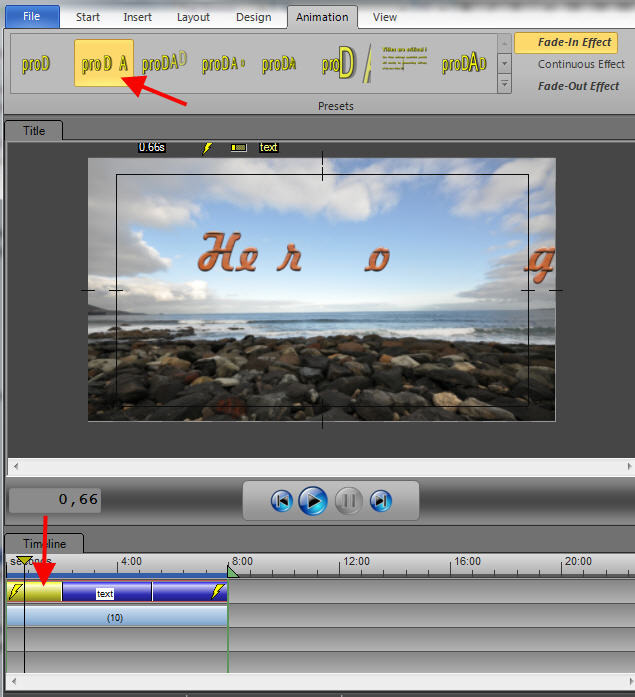 File Start Insert Layout Design Animation View
proD proD A proDAD proDA D proDA proD proDAD
Fade-In Effect
Continuous Effect
Fade-Out Effect
Presets
Title
0.66s text
He r o g
0,66
Timeline
seconds 4:00 8:00 12:00 16:00 20:00
text
(10)